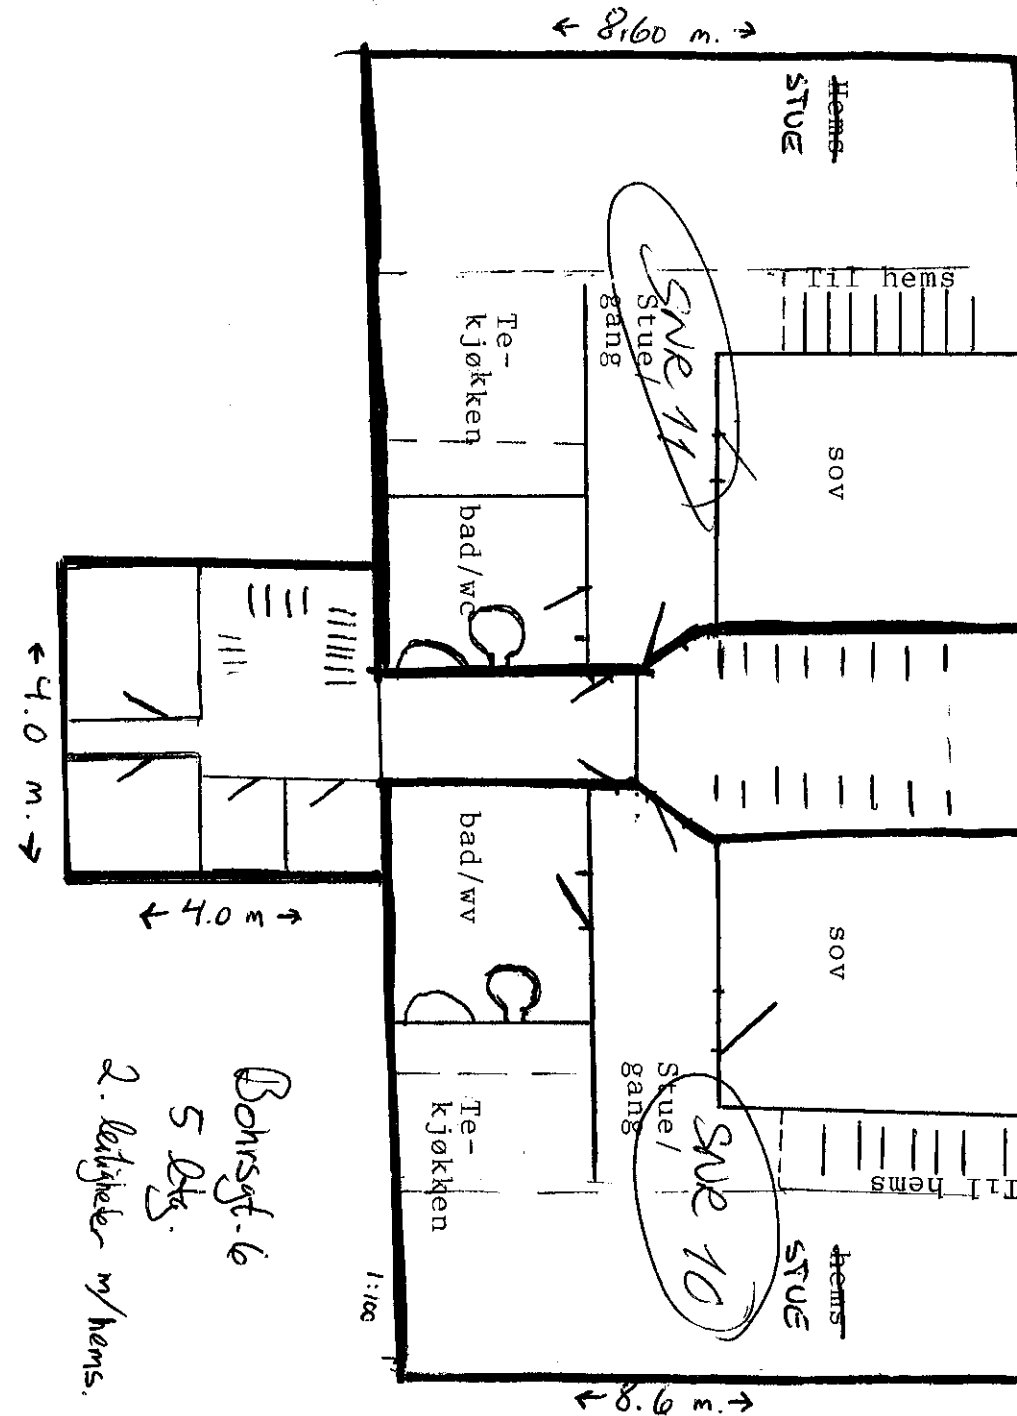 ← 8,60 m. →
Hems
STUE
Til hems
Stue/
gang
SNR 11
Te-
kjøkken
sov
bad/wc
← 4.0 m. →
← 4.0 m →
bad/wv
sov
Stue/
gang
SNR 10
Te-
kjøkken
Til hems
hems
STUE
Bohrsgt. 6
5 etg.
2. leiligheter m/hems.
1:100
← 8.6 m. →